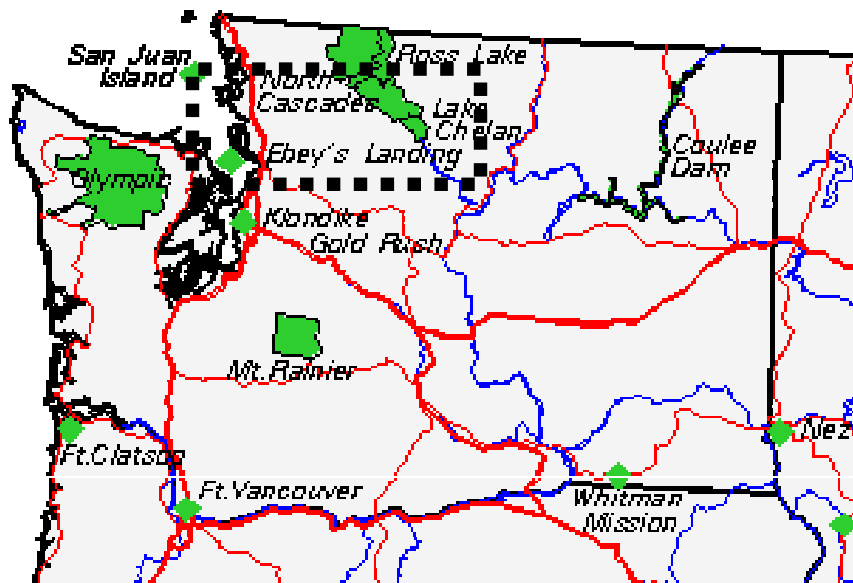 San Juan
Island
Ross Lake
North
Cascades
Lake
Chelan
Ebey's Landing
Coulee
Dam
Olympic
Klondike
Gold Rush
Mt.Rainier
Ft.Clatsop
Ft.Vancouver
Whitman
Mission
Nez